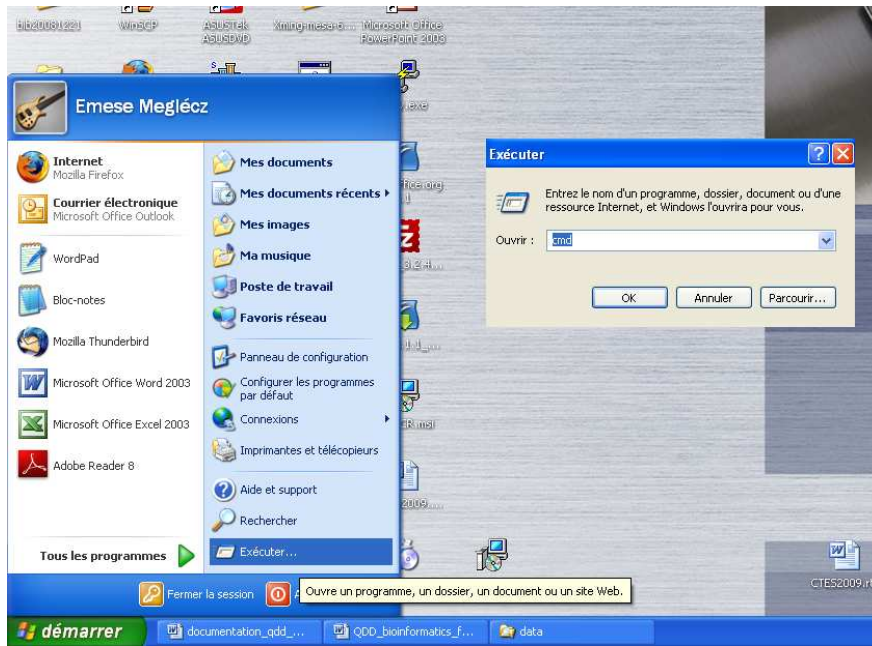 bib20081221
WinSCP
ASUSTek
ASUSDVD
Microsoft Office
PowerPoint 2003
Emese Meglécz
Internet
Mozilla Firefox
Courrier électronique
Microsoft Office Outlook
WordPad
Bloc-notes
Mozilla Thunderbird
Microsoft Office Word 2003
Microsoft Office Excel 2003
Adobe Reader 8
Tous les programmes
Mes documents
Mes documents récents
Mes images
Ma musique
Poste de travail
Favoris réseau
Panneau de configuration
Configurer les programmes
par défaut
Connexions
Imprimantes et télécopieurs
Aide et support
Rechercher
Exécuter...
Exécuter
Entrez le nom d'un programme, dossier, document ou d'une
ressource Internet, et Windows l'ouvrira pour vous.
Ouvrir :
cmd
OK
Annuler
Parcourir...
CTES2009.rt
Fermer la session
Ouvre un programme, un dossier, un document ou un site Web.
démarrer
documentation_qdd_...
QDD_bioinformatics_f...
data